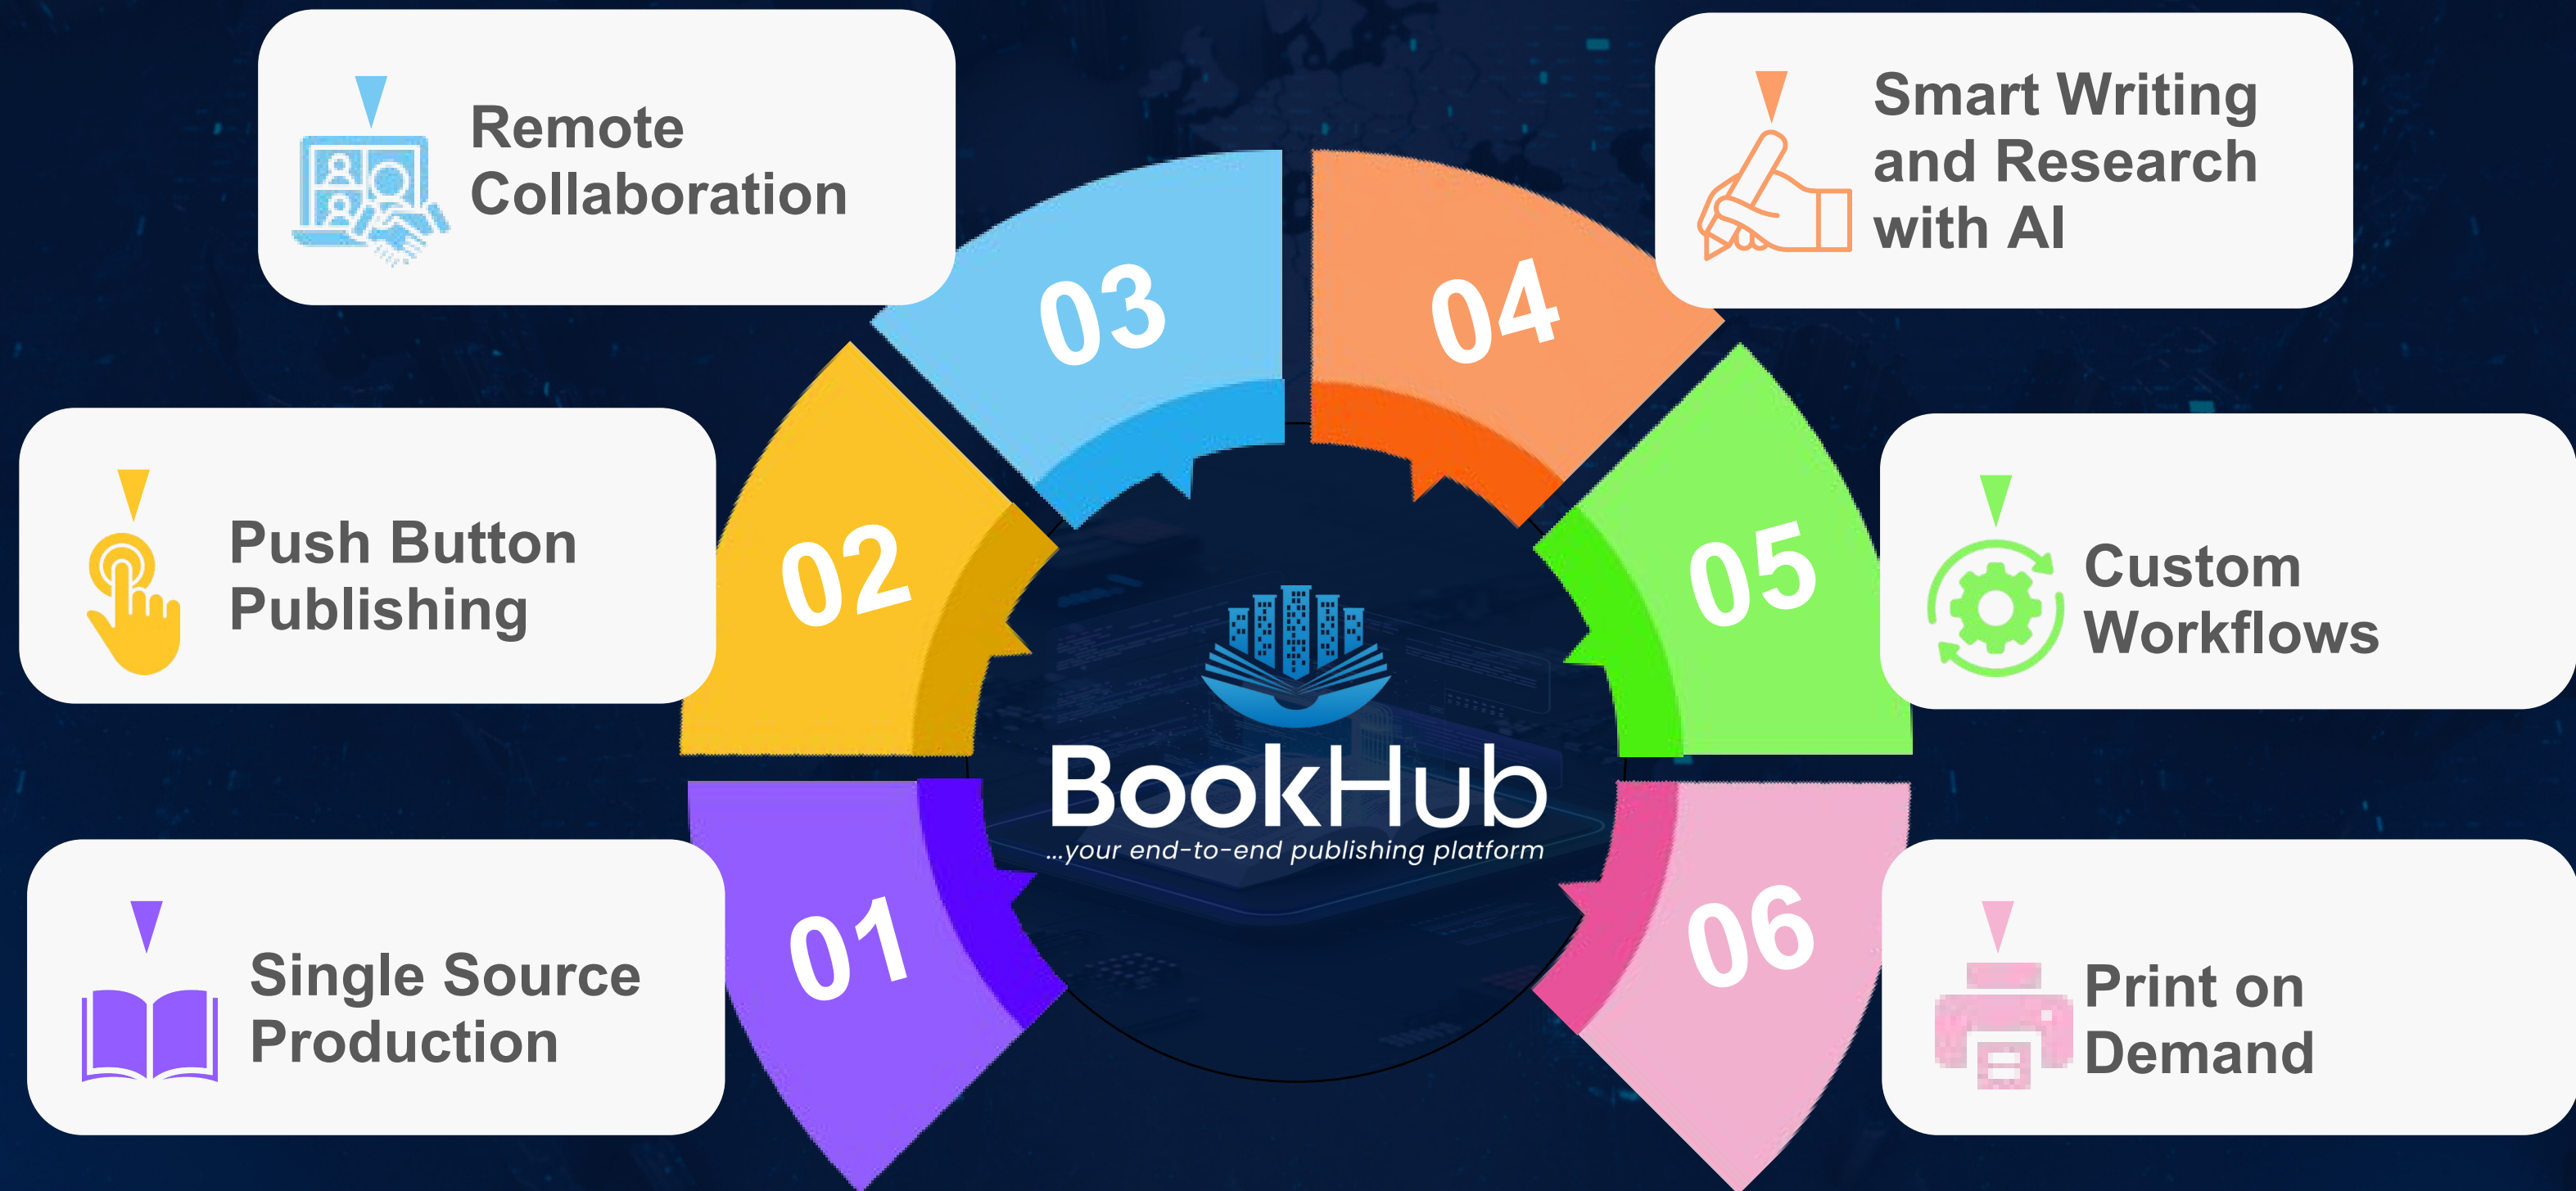 Remote
Collaboration
03
04
Smart Writing
and Research
with AI
Push Button
Publishing
02
05
Custom
Workflows
BookHub
...your end-to-end publishing platform
Single Source
Production
01
06
Print on
Demand